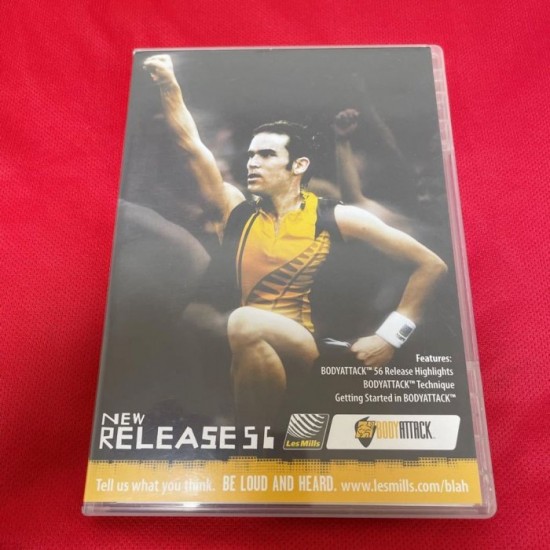 Features:
BODYATTACK™ 56 Release Highlights
BODYATTACK™ Technique
Getting Started in BODYATTACK™
NEW
RELEASE 56
Les Mills
BODYATTACK™
Tell us what you think. BE LOUD AND HEARD. www.lesmills.com/blah